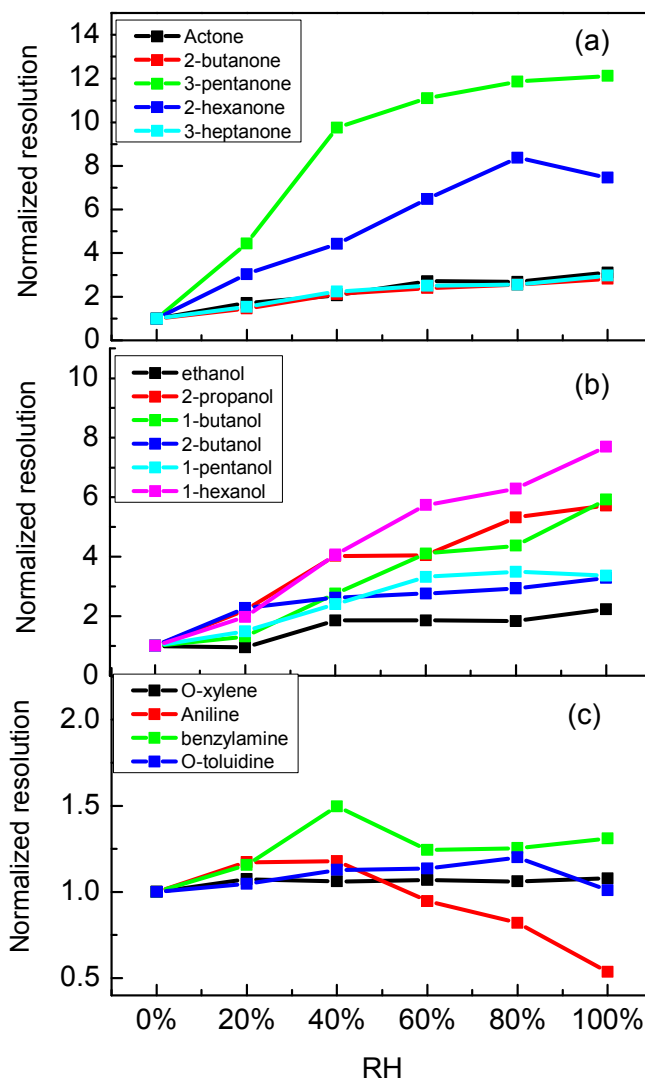 14
12
10
8
6
4
2
0
Normalized resolution
(a)
Actone
2-butanone
3-pentanone
2-hexanone
3-heptanone
10
8
6
4
2
0
Normalized resolution
(b)
ethanol
2-propanol
1-butanol
2-butanol
1-pentanol
1-hexanol
2.0
1.5
1.0
0.5
Normalized resolution
(c)
O-xylene
Aniline
benzylamine
O-toluidine
0% 20% 40% 60% 80% 100%
RH